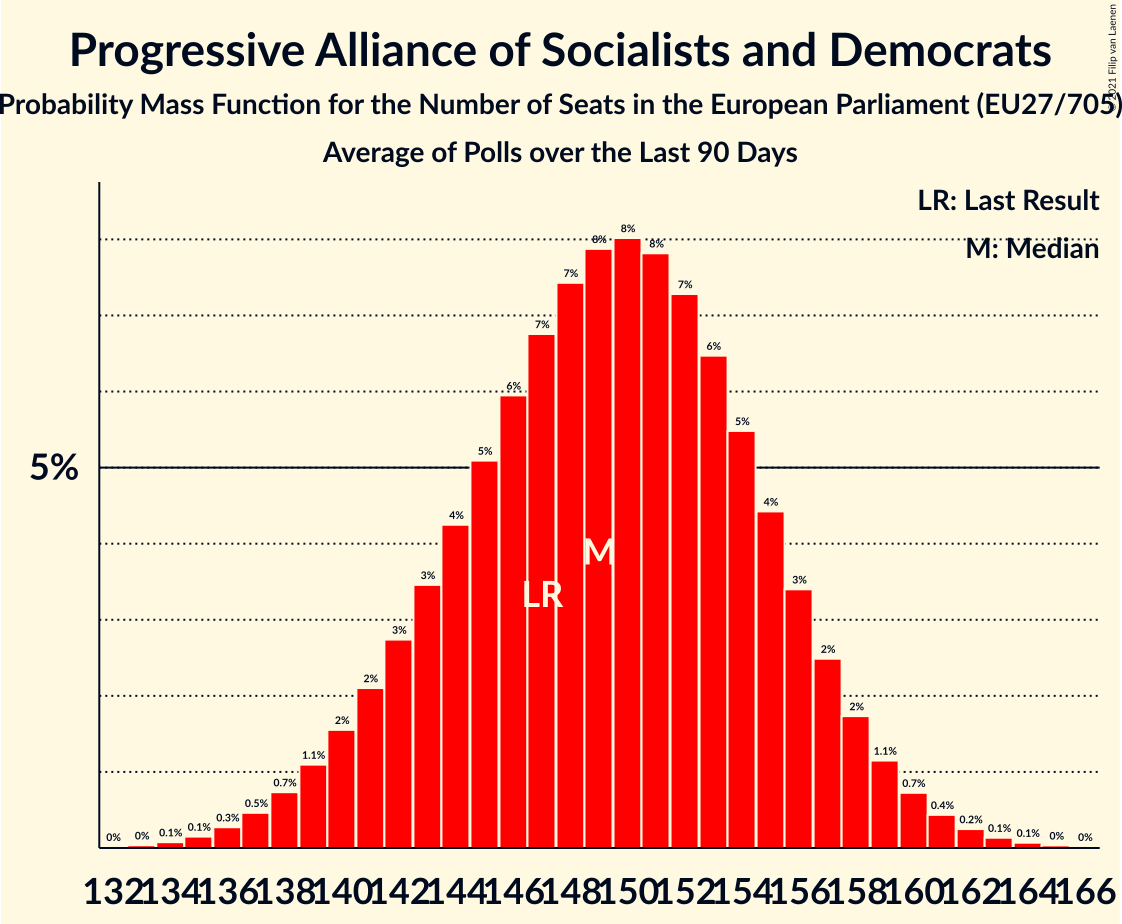 Progressive Alliance of Socialists and Democrats
Probability Mass Function for the Number of Seats in the European Parliament (EU27/705)
Average of Polls over the Last 90 Days
© 2021 Filip van Laenen
LR: Last Result
M: Median
5%
0% 0% 0.1% 0.1% 0.3% 0.5% 0.7% 1.1% 2% 2% 3% 3% 4% 5% 6% 7% 7% 8% 8% 8% 7% 6% 5% 4% 3% 2% 2% 1.1% 0.7% 0.4% 0.2% 0.1% 0.1% 0% 0%
M
LR
132 134 136 138 140 142 144 146 148 150 152 154 156 158 160 162 164 166